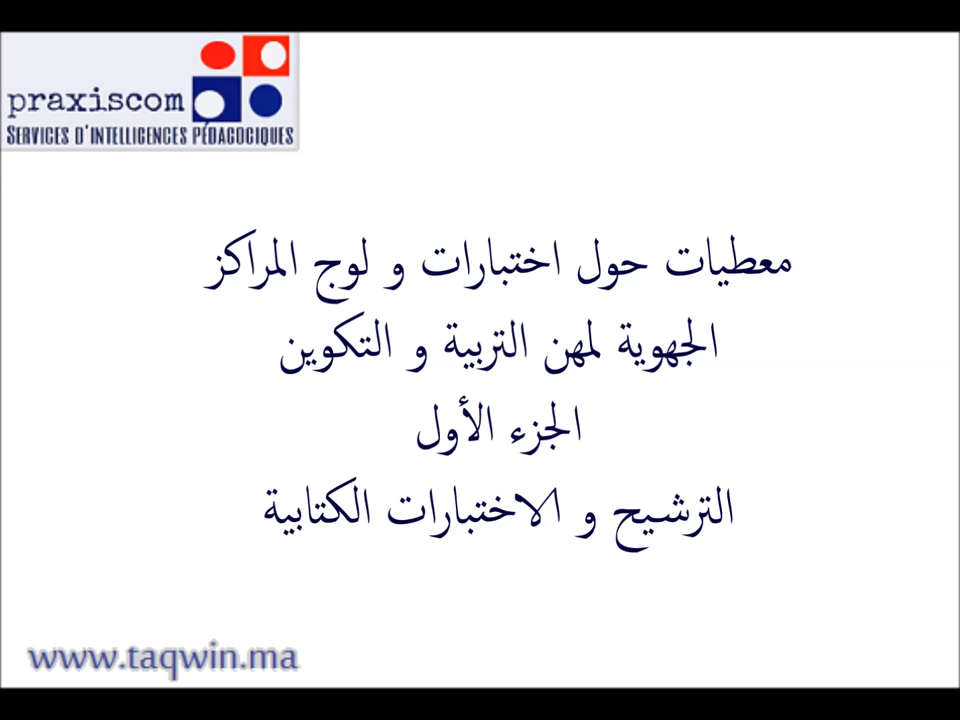 praxiscom
SERVICES D'INTELLIGENCES PÉDAGOGIQUES
معطيات حول اختبارات و لوج المراكز
الجهوية لمهن التربية و التكوين
الجزء الأول
الترشيح و الاختبارات الكتابية
www.taqwin.ma